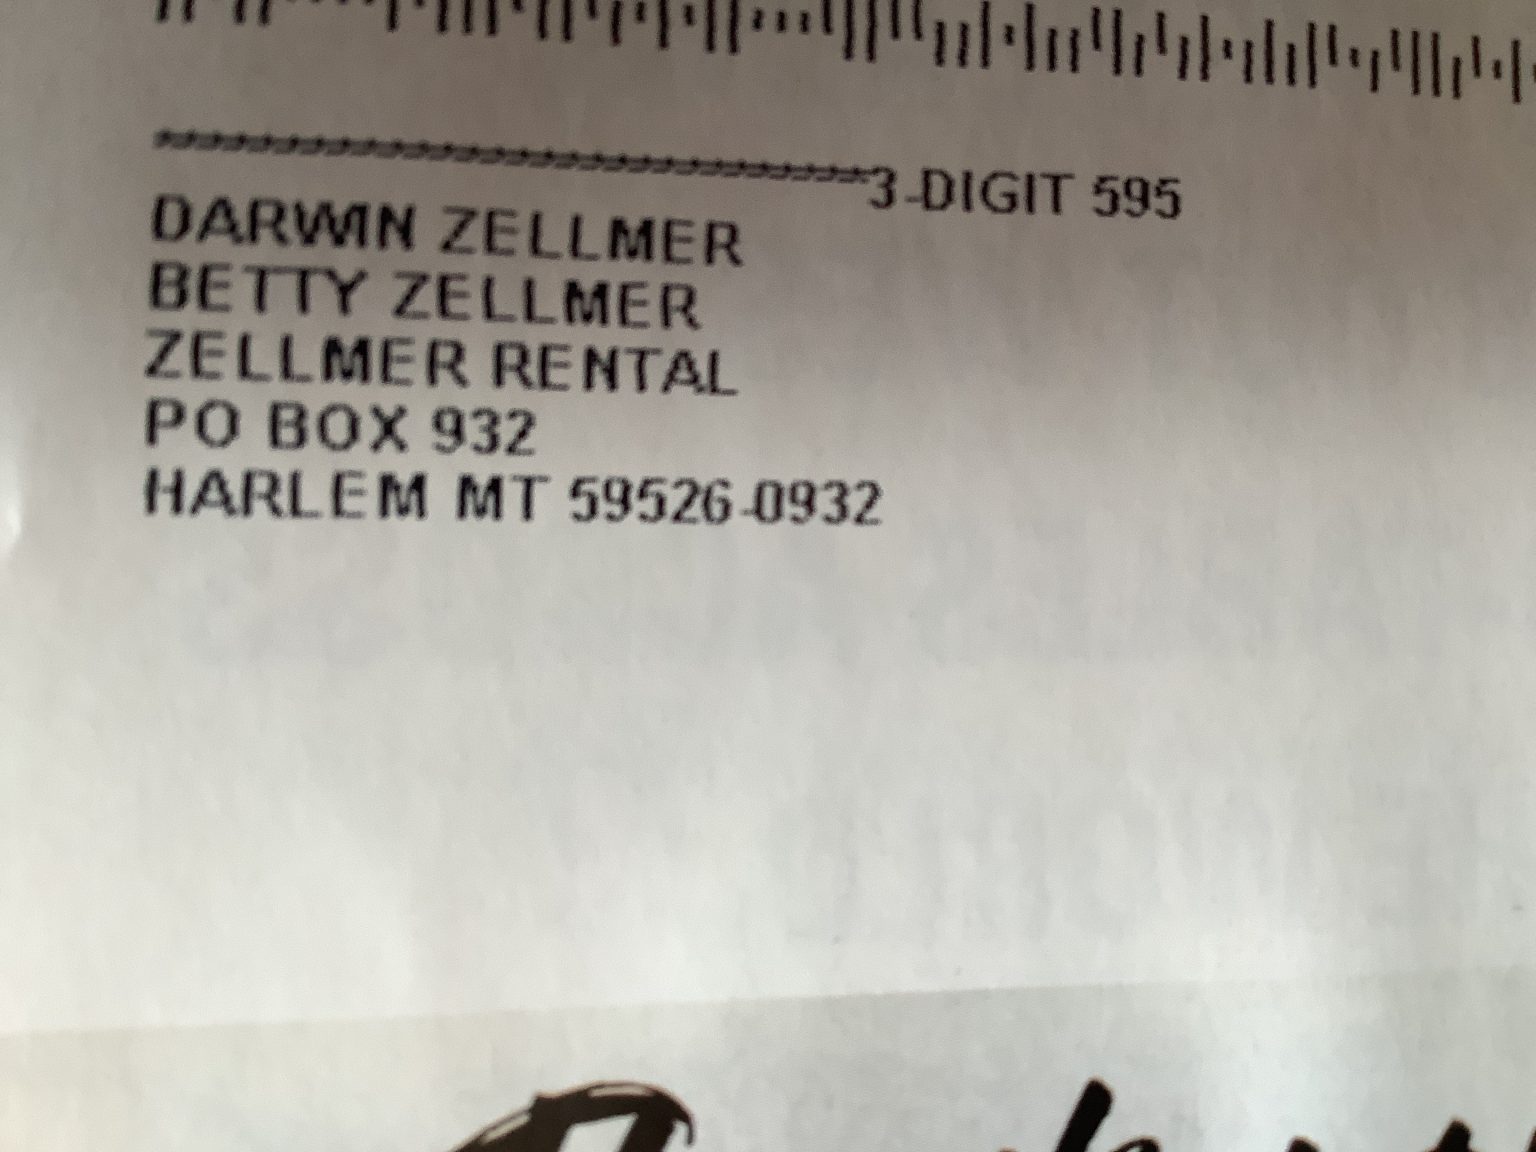 3-DIGIT 595
DARWIN ZELLMER
BETTY ZELLMER
ZELLMER RENTAL
PO BOX 932
HARLEM MT 59526-0932